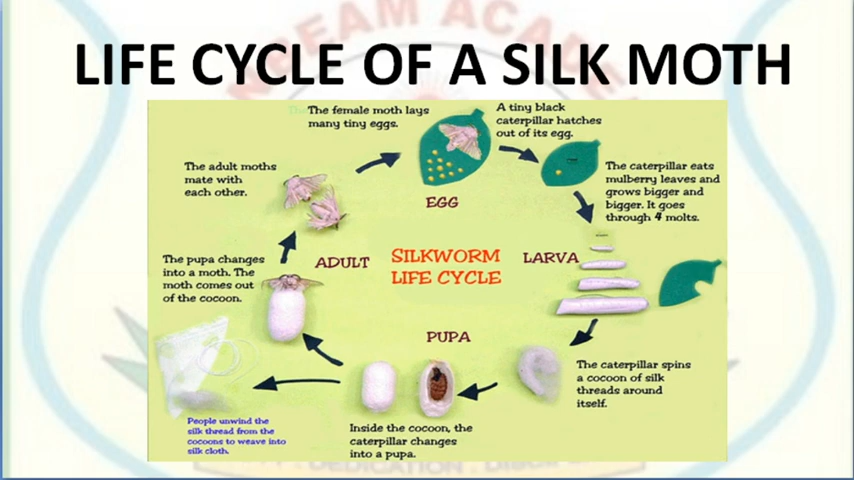 LIFE CYCLE OF A SILK MOTH
The female moth lays
many tiny eggs.
A tiny black
caterpillar hatches
out of its egg.
The adult moths
mate with
each other.
The caterpillar eats
mulberry leaves and
grows bigger and
bigger. It goes
through 4 molts.
EGG
SILKWORM
LIFE CYCLE
ADULT
LARVA
The pupa changes
into a moth. The
moth comes out
of the cocoon.
PUPA
The caterpillar spins
a cocoon of silk
threads around
itself.
People unwind the
silk thread from the
cocoons to weave into
silk cloth.
Inside the cocoon, the
caterpillar changes
into a pupa.
DEDICATION